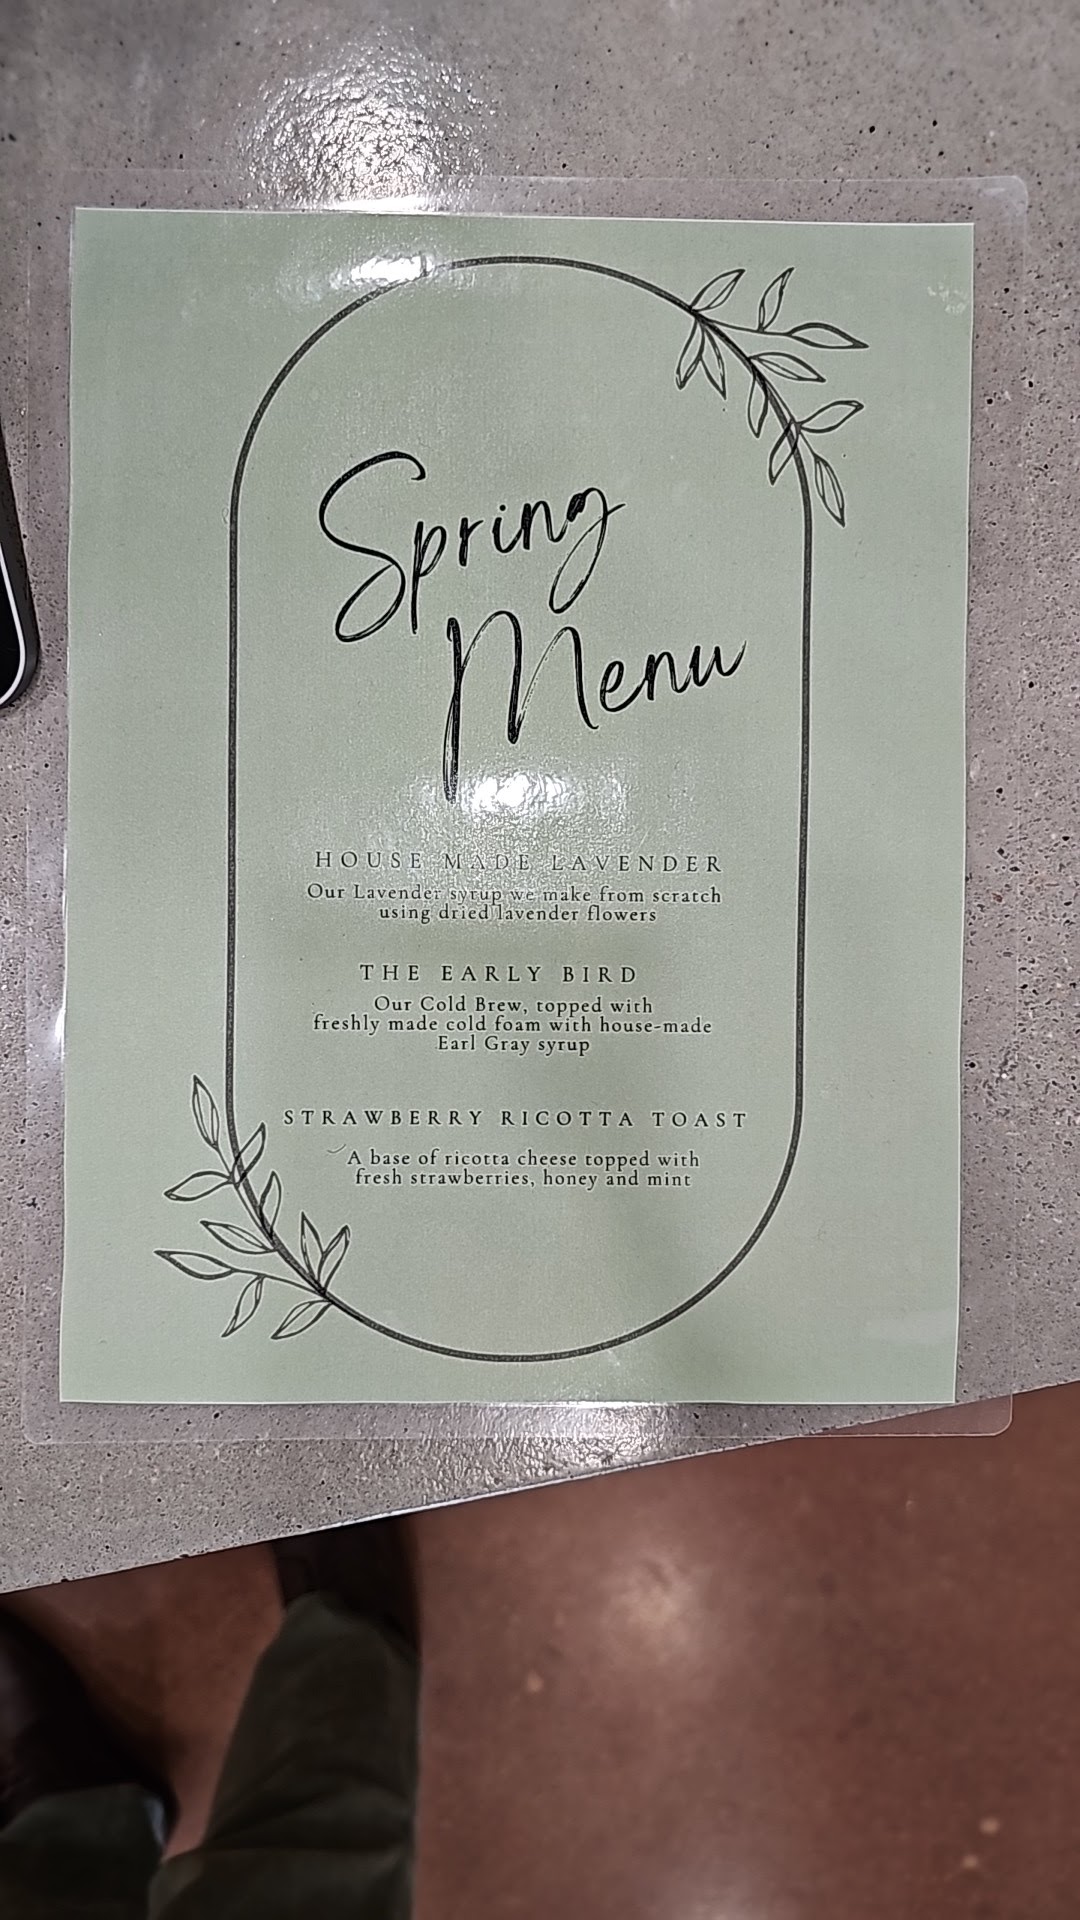 Spring
Menu
HOUSE MADE LAVENDER
Our Lavender syrup we make from scratch
using dried lavender flowers
THE EARLY BIRD
Our Cold Brew, topped with
freshly made cold foam with house-made
Earl Gray syrup
STRAWBERRY RICOTTA TOAST
A base of ricotta cheese topped with
fresh strawberries, honey and mint